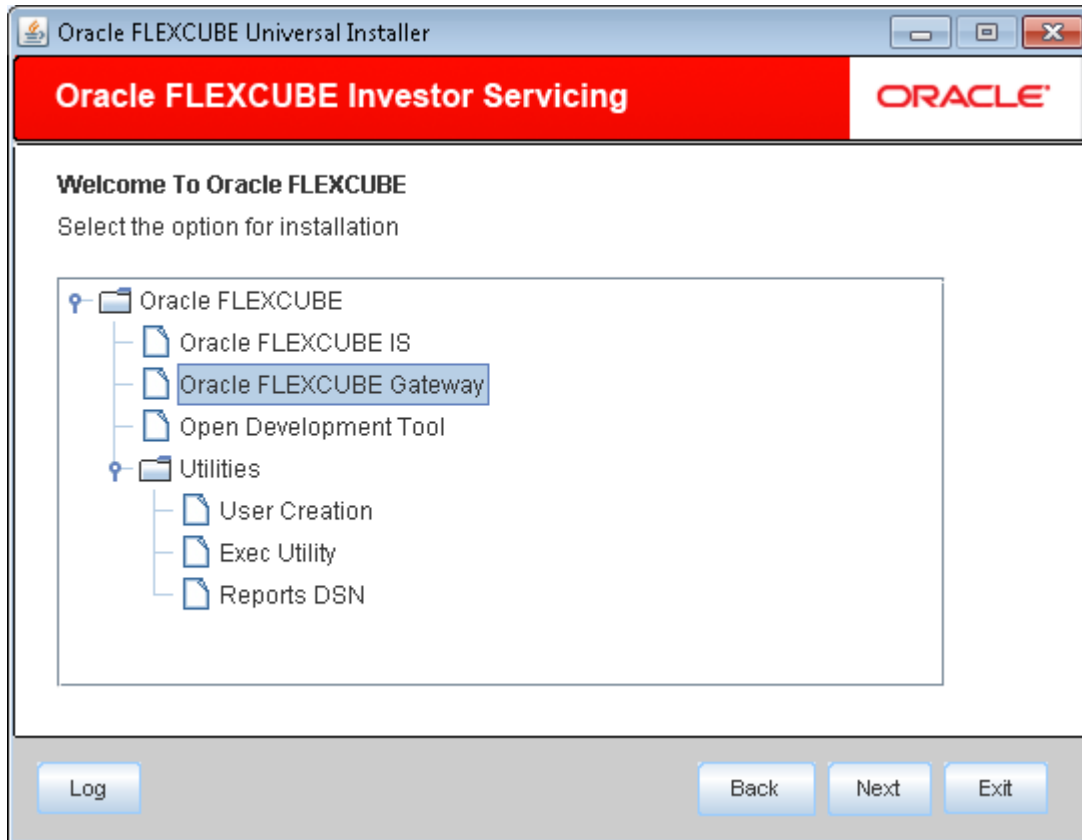 Oracle FLEXCUBE Universal Installer
Oracle FLEXCUBE Investor Servicing
ORACLE
Welcome To Oracle FLEXCUBE
Select the option for installation
Oracle FLEXCUBE
Oracle FLEXCUBE IS
Oracle FLEXCUBE Gateway
Open Development Tool
Utilities
User Creation
Exec Utility
Reports DSN
Log Back Next Exit